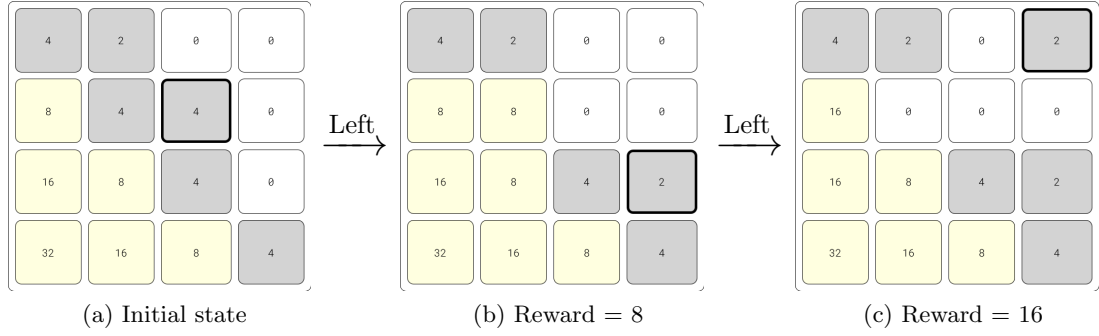 4 2 0 0 4 2 0 0 4 2 0 2
8 4 4 0 8 8 0 0 16 0 0 0
Left Left
16 8 4 0 16 8 4 2 16 8 4 2
32 16 8 4 32 16 8 4 32 16 8 4
(a) Initial state (b) Reward = 8 (c) Reward = 16